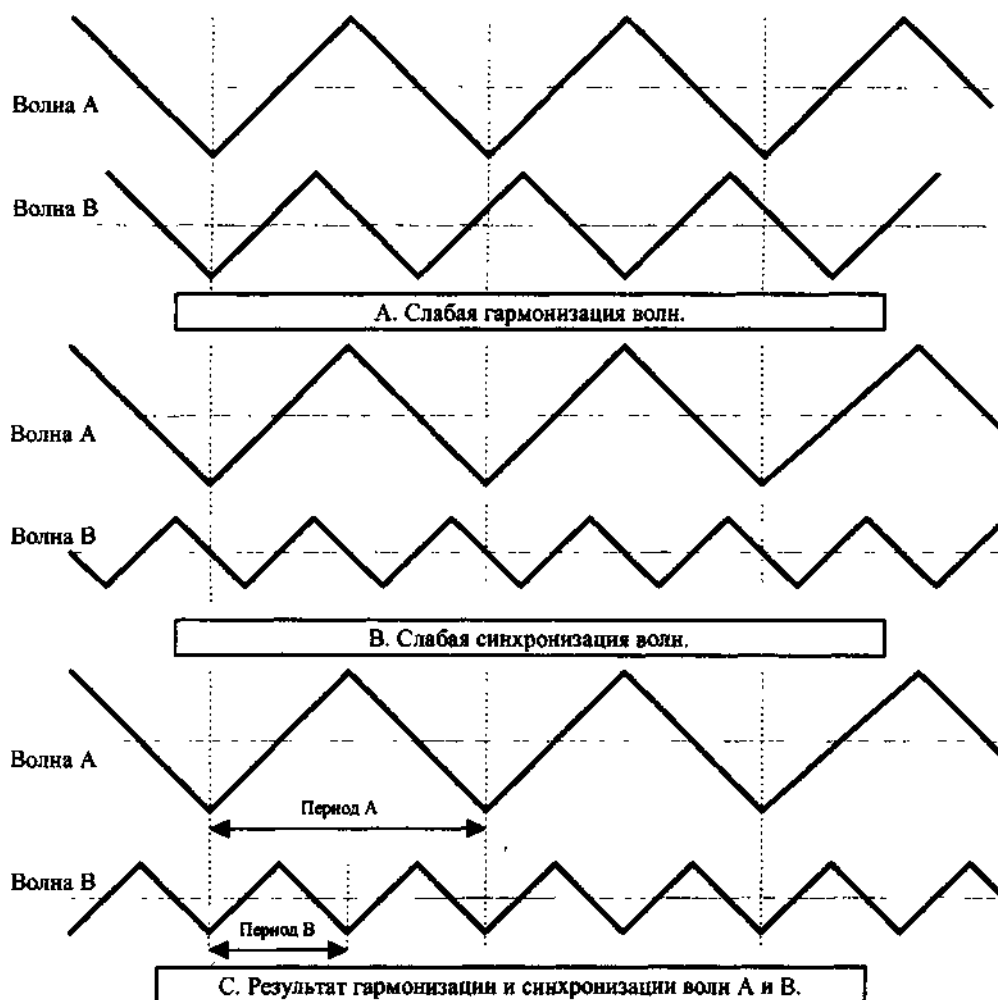 Волна А
Волна В
А. Слабая гармонизация волн.
Волна А
Волна В
В. Слабая синхронизация волн.
Волна А
Период А
Волна В
Период В
С. Результат гармонизации и синхронизации волн А и В.